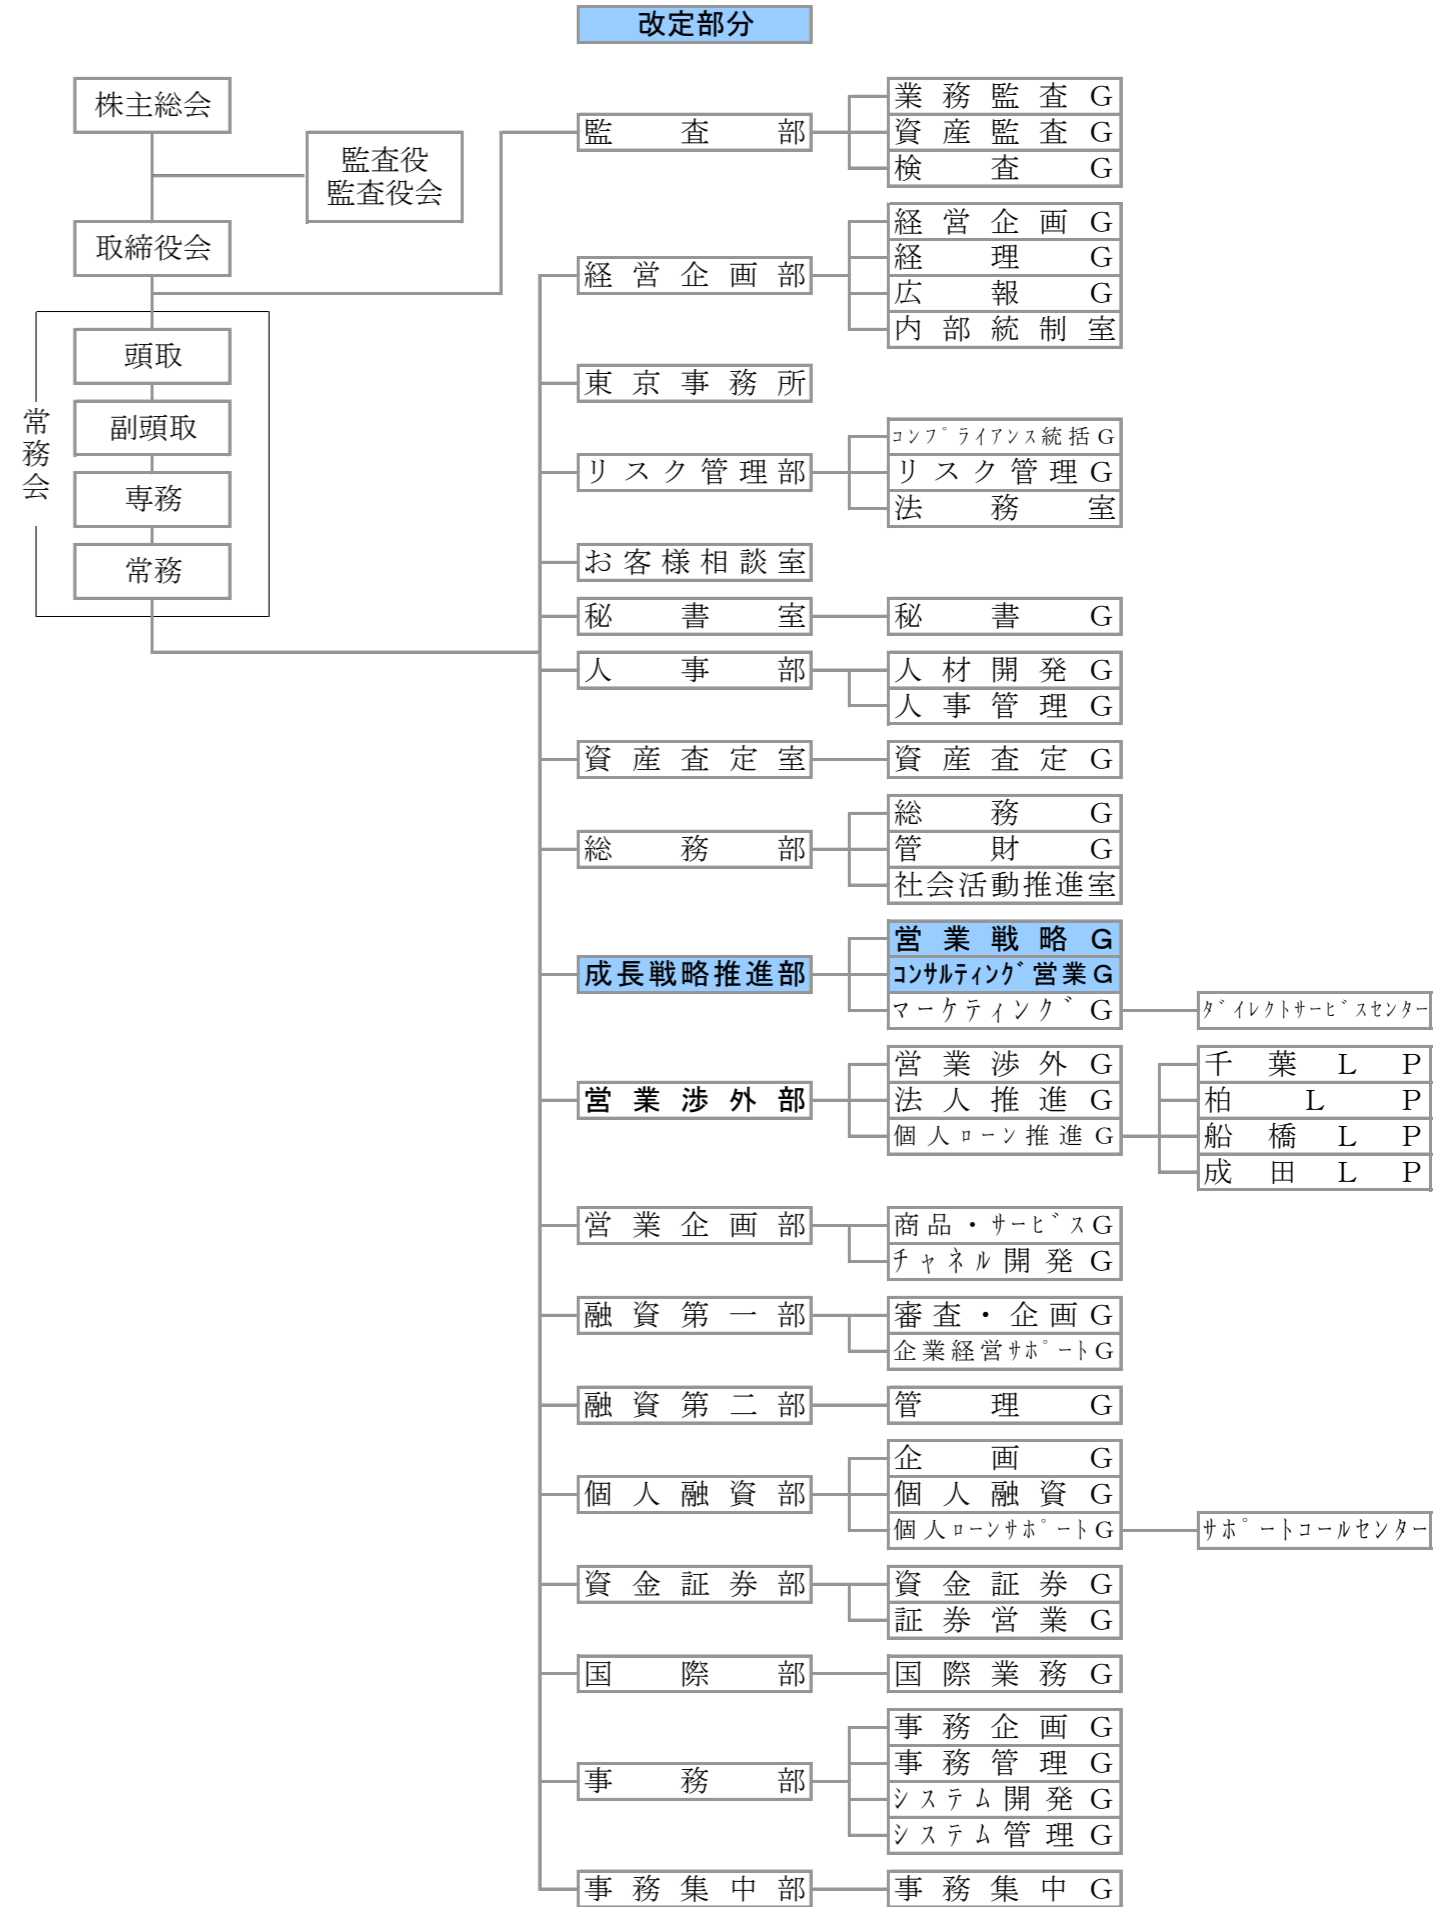 改定部分
株主総会
監査役
監査役会
取締役会
常務会
頭取
副頭取
専務
常務
監査部
業務監査G
資産監査G
検査G
経営企画部
経営企画G
経理G
広報G
内部統制室
東京事務所
リスク管理部
コンプライアンス統括G
リスク管理G
法務室
お客様相談室
秘書室
秘書G
人事部
人材開発G
人事管理G
資産査定室
資産査定G
総務部
総務G
管財G
社会活動推進室
成長戦略推進部
営業戦略G
コンサルティング営業G
マーケティングG
ダイレクトサービスセンター
営業渉外部
営業渉外G
法人推進G
個人ローン推進G
千葉LP
柏LP
船橋LP
成田LP
営業企画部
商品・サービスG
チャネル開発G
融資第一部
審査・企画G
企業経営サポートG
融資第二部
管理G
個人融資部
企画G
個人融資G
個人ローンサポートG
サポートコールセンター
資金証券部
資金証券G
証券営業G
国際部
国際業務G
事務部
事務企画G
事務管理G
システム開発G
システム管理G
事務集中部
事務集中G